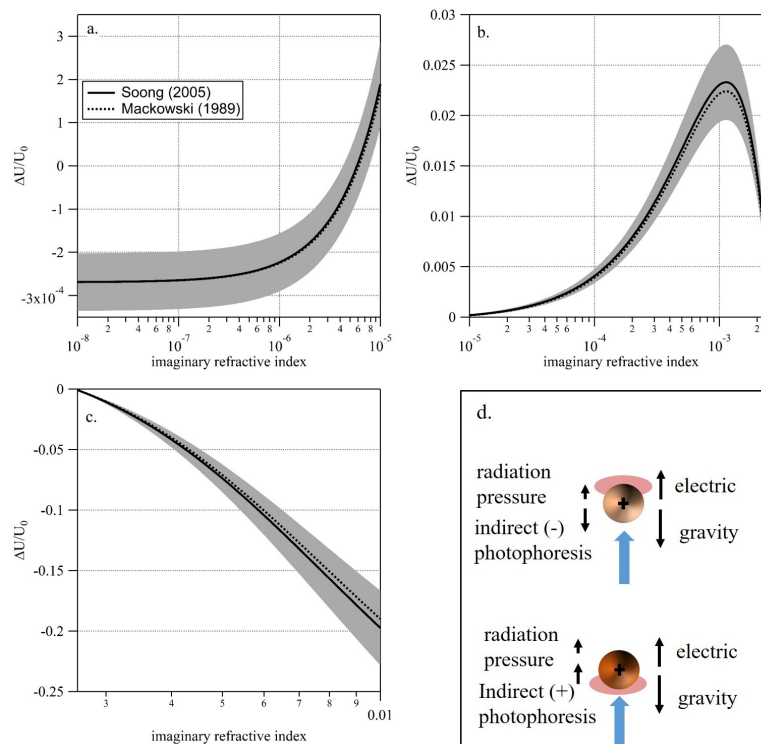 a.
3
2
1
0
-1
-2
-3x10⁻⁴
ΔU/U₀
Soong (2005)
Mackowski (1989)
10⁻⁸ 2 4 6 8 10⁻⁷ 2 4 6 8 10⁻⁶ 2 4 6 8 10⁻⁵
imaginary refractive index
b.
0.03
0.025
0.02
0.015
0.01
0.005
0
ΔU/U₀
10⁻⁵ 2 3 4 5 6 10⁻⁴ 2 3 4 5 6 10⁻³ 2
imaginary refractive index
c.
0
-0.05
-0.1
-0.15
-0.2
-0.25
ΔU/U₀
3 4 5 6 7 8 9 0.01
imaginary refractive index
d.
radiation
pressure
electric
indirect (-)
photophoresis
gravity
+
radiation
pressure
electric
Indirect (+)
photophoresis
gravity
+